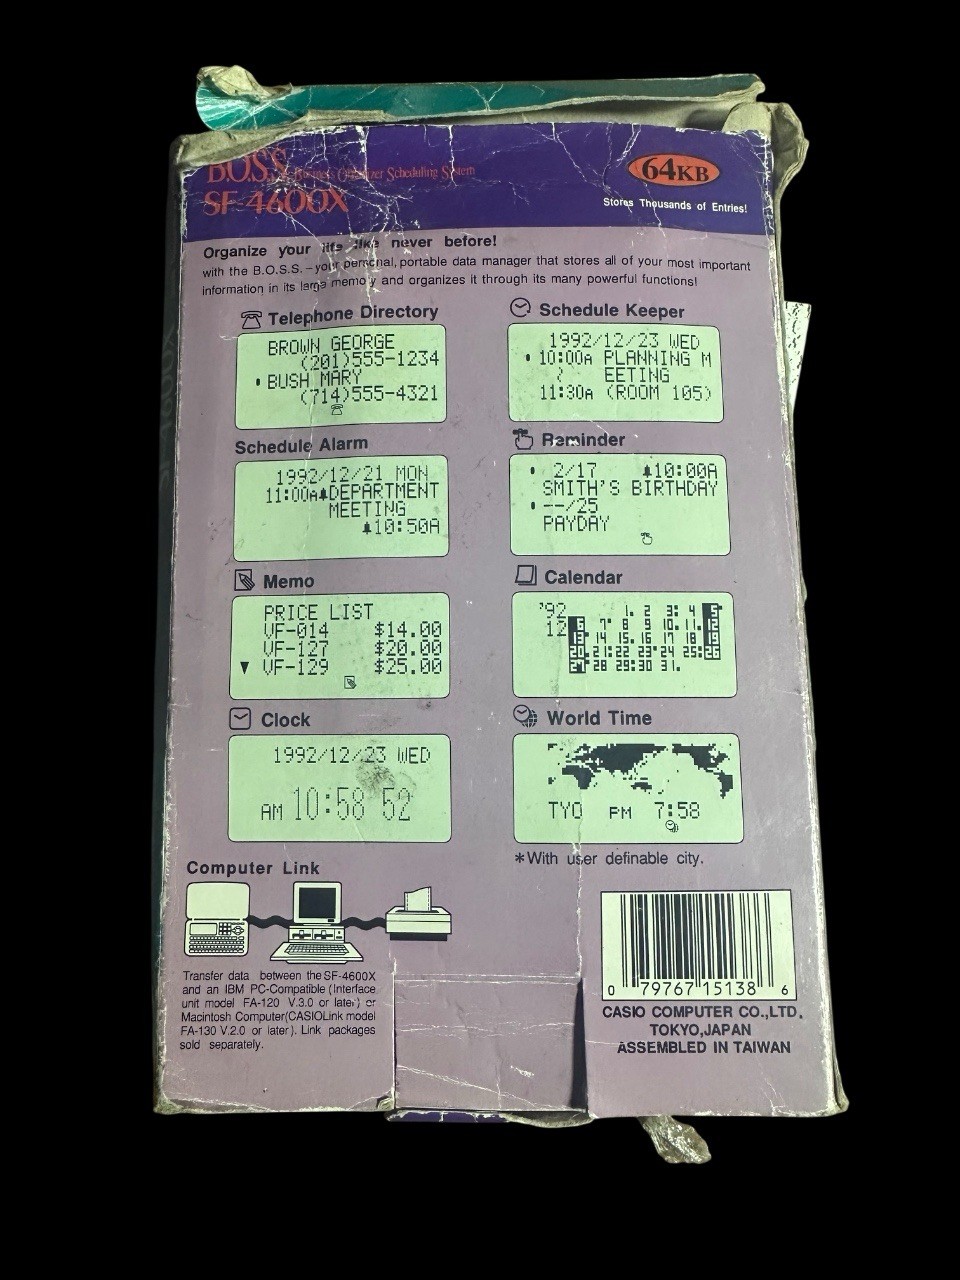 B.O.S.S. Business Organizer Scheduling System
SF-4600X
64KB
Stores Thousands of Entries!
Organize your life like never before!
with the B.O.S.S. – your personal, portable data manager that stores all of your most important
information in its large memory and organizes it through its many powerful functions!
Telephone Directory
BROWN GEORGE
(201)555-1234
BUSH MARY
(714)555-4321
Schedule Keeper
1992/12/23 WED
10:00A PLANNING M
EETING
11:30A (ROOM 105)
Schedule Alarm
1992/12/21 MON
11:00A DEPARTMENT
MEETING
10:50A
Reminder
2/17 10:00A
SMITH'S BIRTHDAY
--/25
PAYDAY
Memo
PRICE LIST
VF-014 $14.00
VF-127 $20.00
VF-129 $25.00
Calendar
'92 1. 2 3: 4 5
12 6 7 8 9 10. 11. 12
13 14 15. 16 17 18 19
20. 21: 22 23 24 25: 26
27 28 29: 30 31.
Clock
1992/12/23 WED
AM 10:58 52
World Time
TYO PM 7:58
*With user definable city.
Computer Link
Transfer data between the SF-4600X
and an IBM PC-Compatible (Interface
unit model FA-120 V.3.0 or later) or
Macintosh Computer(CASIOLink model
FA-130 V.2.0 or later). Link packages
sold separately.
0 79767 15138 6
CASIO COMPUTER CO.,LTD.
TOKYO,JAPAN
ASSEMBLED IN TAIWAN